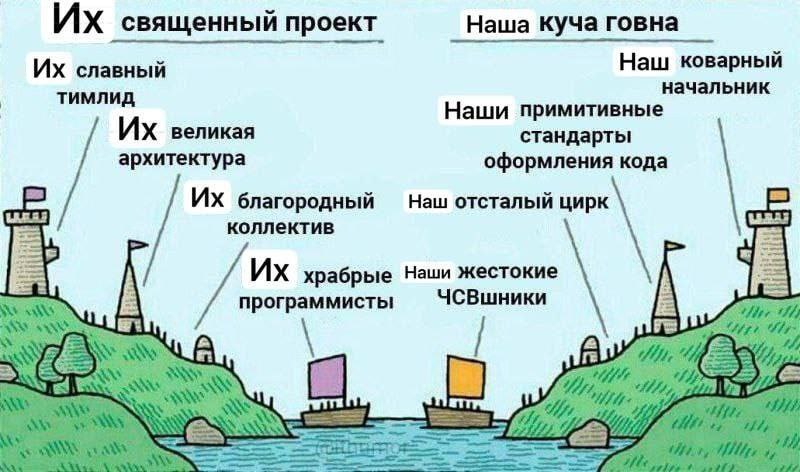 Их священный проект
Наша куча говна
Их славный
тимлид
Наш коварный
начальник
Их великая
архитектура
Наши примитивные
стандарты
оформления кода
Их благородный
коллектив
Наш отсталый цирк
Их храбрые
программисты
Наши жестокие
ЧСВшники